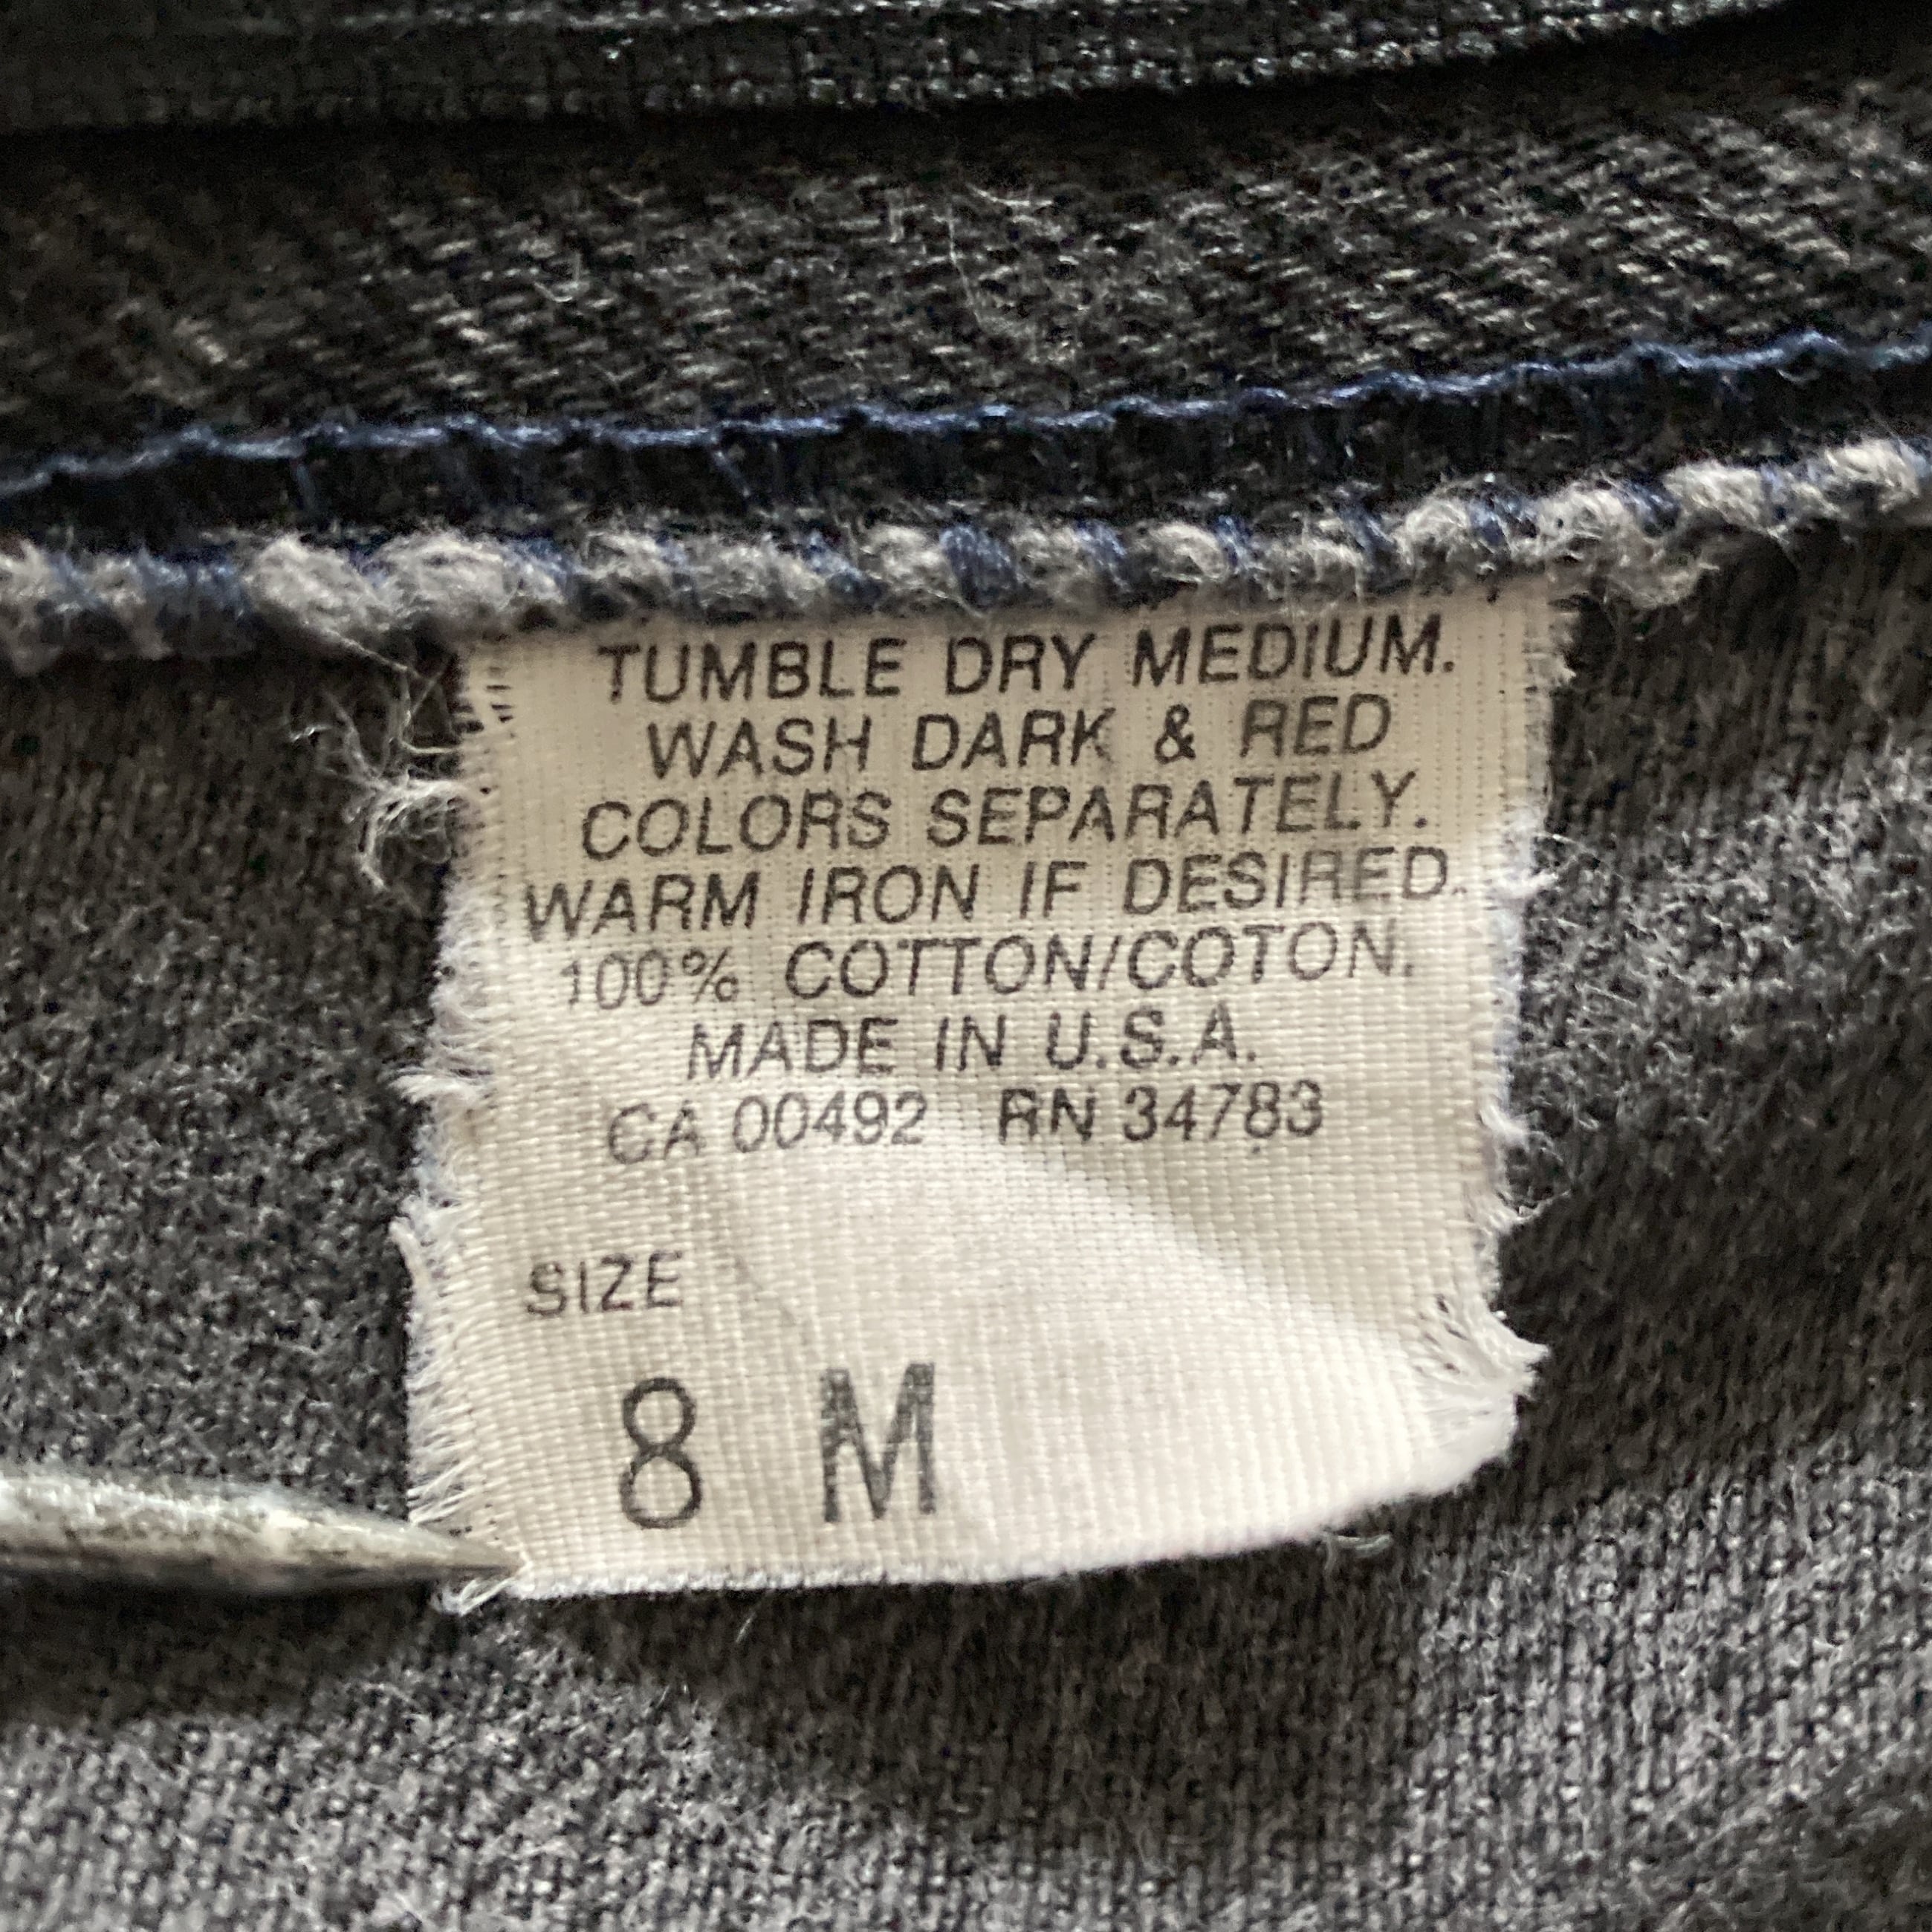 TUMBLE DRY MEDIUM.
WASH DARK & RED
COLORS SEPARATELY.
WARM IRON IF DESIRED.
100% COTTON/COTON.
MADE IN U.S.A.
CA 00492 RN 34783
SIZE
8 M